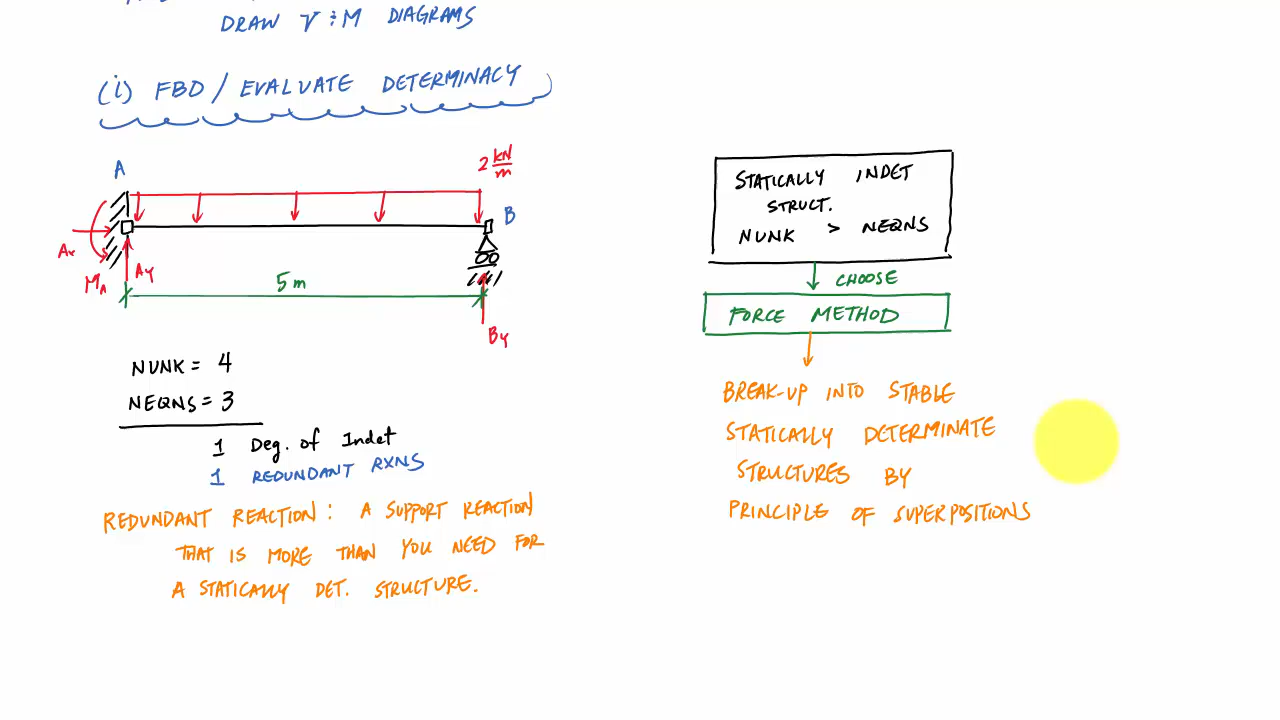 DRAW V & M DIAGRAMS
(i) FBD / EVALUATE DETERMINACY
A
2 kN/m
B
Ax
MA
Ay
5 m
By
NUNK = 4
NEQNS = 3
1 Deg. of Indet
1 REDUNDANT RXNS
REDUNDANT REACTION: A SUPPORT REACTION
THAT IS MORE THAN YOU NEED FOR
A STATICALLY DET. STRUCTURE.
STATICALLY INDET
STRUCT.
NUNK > NEQNS
CHOOSE
FORCE METHOD
BREAK-UP INTO STABLE
STATICALLY DETERMINATE
STRUCTURES BY
PRINCIPLE OF SUPERPOSITIONS